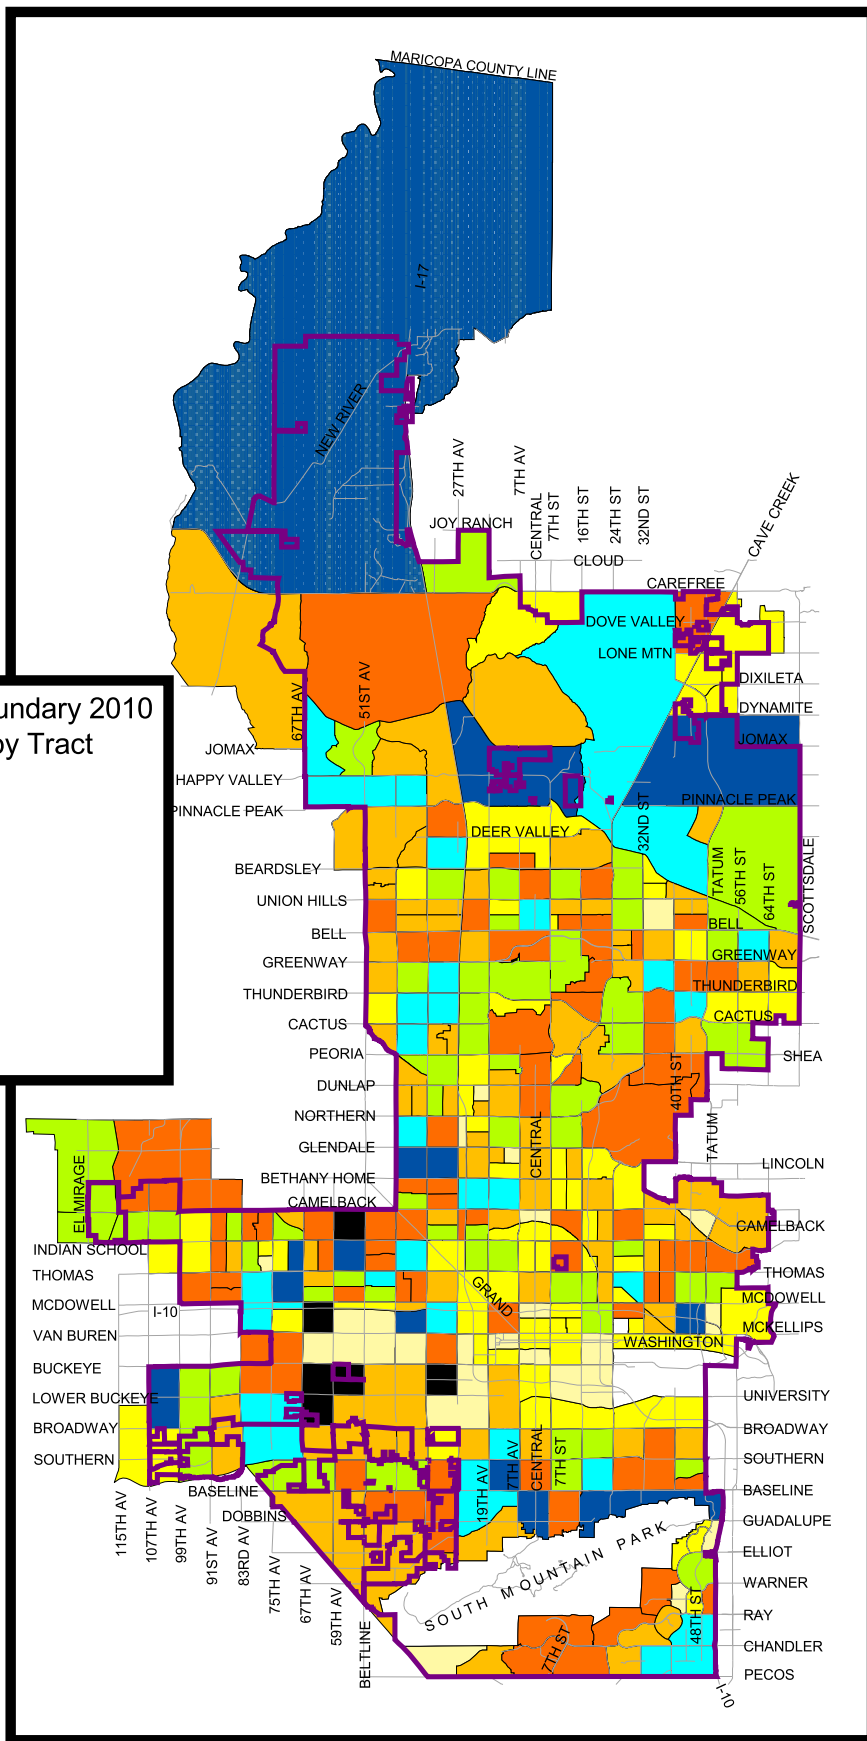 MARICOPA COUNTY LINE
I-17
NEW RIVER
27TH AV
7TH AV
CENTRAL
7TH ST
16TH ST
24TH ST
32ND ST
CAVE CREEK
JOY RANCH
CLOUD
CAREFREE
DOVE VALLEY
LONE MTN
DIXILETA
DYNAMITE
JOMAX
67TH AV
51ST AV
undary 2010
by Tract
JOMAX
HAPPY VALLEY
PINNACLE PEAK
PINNACLE PEAK
DEER VALLEY
32ND ST
TATUM
56TH ST
64TH ST
SCOTTSDALE
BEARDSLEY
UNION HILLS
BELL
BELL
GREENWAY
GREENWAY
THUNDERBIRD
THUNDERBIRD
CACTUS
CACTUS
PEORIA
SHEA
40TH ST
DUNLAP
NORTHERN
CENTRAL
TATUM
GLENDALE
LINCOLN
BETHANY HOME
CAMELBACK
EL MIRAGE
CAMELBACK
INDIAN SCHOOL
THOMAS
THOMAS
GRAND
MCDOWELL
I-10
MCDOWELL
VAN BUREN
MCKELLIPS
WASHINGTON
BUCKEYE
LOWER BUCKEYE
UNIVERSITY
BROADWAY
BROADWAY
SOUTHERN
SOUTHERN
19TH AV
7TH AV
CENTRAL
7TH ST
BASELINE
BASELINE
DOBBINS
GUADALUPE
115TH AV
107TH AV
99TH AV
91ST AV
83RD AV
75TH AV
67TH AV
59TH AV
BELTLINE
SOUTH MOUNTAIN PARK
ELLIOT
WARNER
48TH ST
RAY
7TH ST
CHANDLER
PECOS
I-10